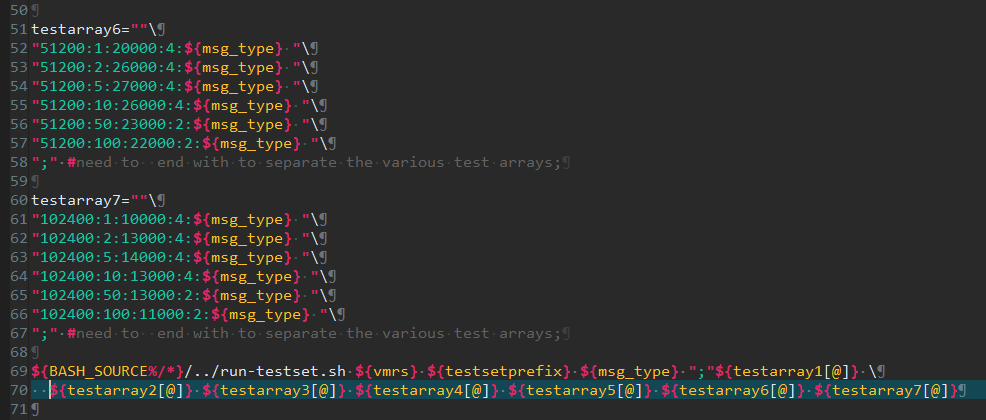 50 ¶
51 testarray6=""\¶
52 "51200:1:20000:4:${msg_type}· "\¶
53 "51200:2:26000:4:${msg_type}· "\¶
54 "51200:5:27000:4:${msg_type}· "\¶
55 "51200:10:26000:4:${msg_type}· "\¶
56 "51200:50:23000:2:${msg_type}· "\¶
57 "51200:100:22000:2:${msg_type}· "\¶
58 ";"·#need·to··end·with·to·separate·the·various·test·arrays;¶
59 ¶
60 testarray7=""\¶
61 "102400:1:10000:4:${msg_type}· "\¶
62 "102400:2:13000:4:${msg_type}· "\¶
63 "102400:5:14000:4:${msg_type}· "\¶
64 "102400:10:13000:4:${msg_type}· "\¶
65 "102400:50:13000:2:${msg_type}· "\¶
66 "102400:100:11000:2:${msg_type}· "\¶
67 ";"·#need·to··end·with·to·separate·the·various·test·arrays;¶
68 ¶
69 ${BASH_SOURCE%/*}/../run-testset.sh·${vmrs}·${testsetprefix}·${msg_type}·";"${testarray1[@]}·\¶
70 ··${testarray2[@]}·${testarray3[@]}·${testarray4[@]}·${testarray5[@]}·${testarray6[@]}·${testarray7[@]}¶
71 ¶